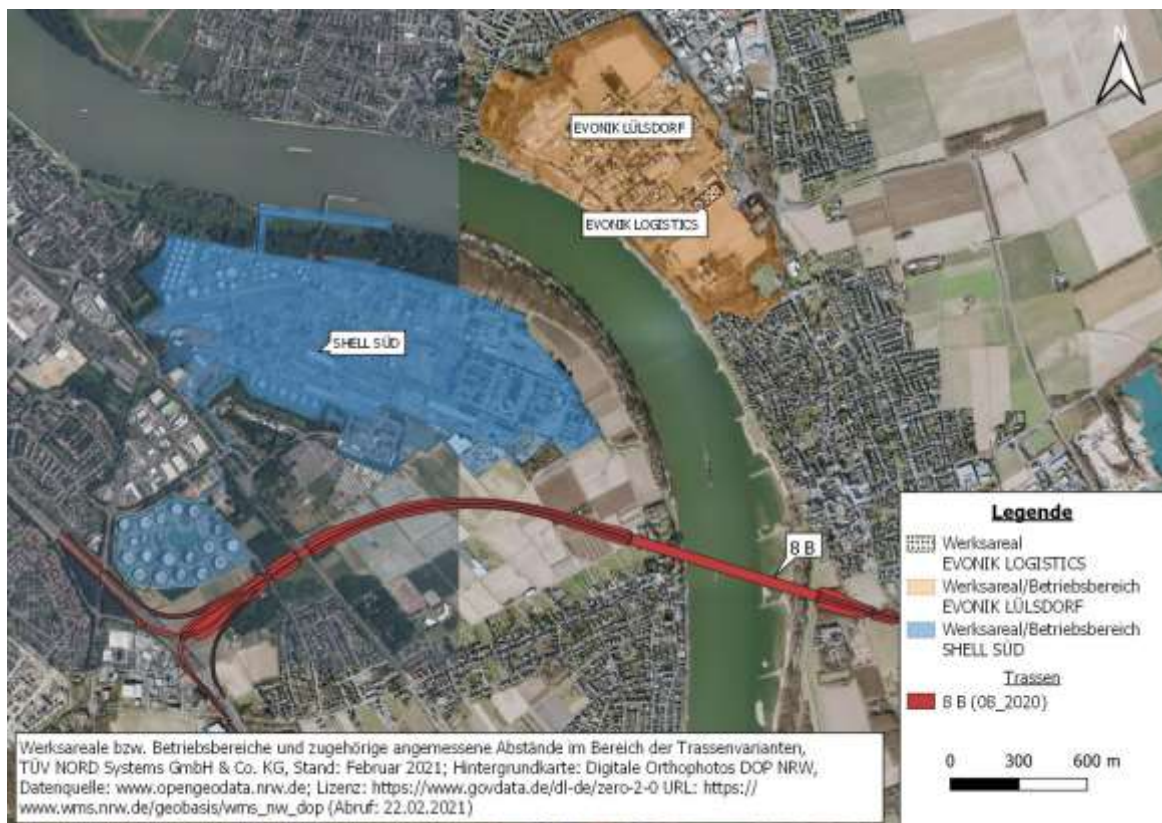 N
EVONIK LÜLSDORF
EVONIK LOGISTICS
SHELL SÜD
8 B
Legende
Werksareal
EVONIK LOGISTICS
Werksareal/Betriebsbereich
EVONIK LÜLSDORF
Werksareal/Betriebsbereich
SHELL SÜD
Trassen
8 B (08_2020)
0 300 600 m
Werksareale bzw. Betriebsbereiche und zugehörige angemessene Abstände im Bereich der Trassenvarianten,
TÜV NORD Systems GmbH & Co. KG, Stand: Februar 2021; Hintergrundkarte: Digitale Orthophotos DOP NRW,
Datenquelle: www.opengeodata.nrw.de; Lizenz: https://www.govdata.de/dl-de/zero-2-0 URL: https://
www.wms.nrw.de/geobasis/wms_nw_dop (Abruf: 22.02.2021)